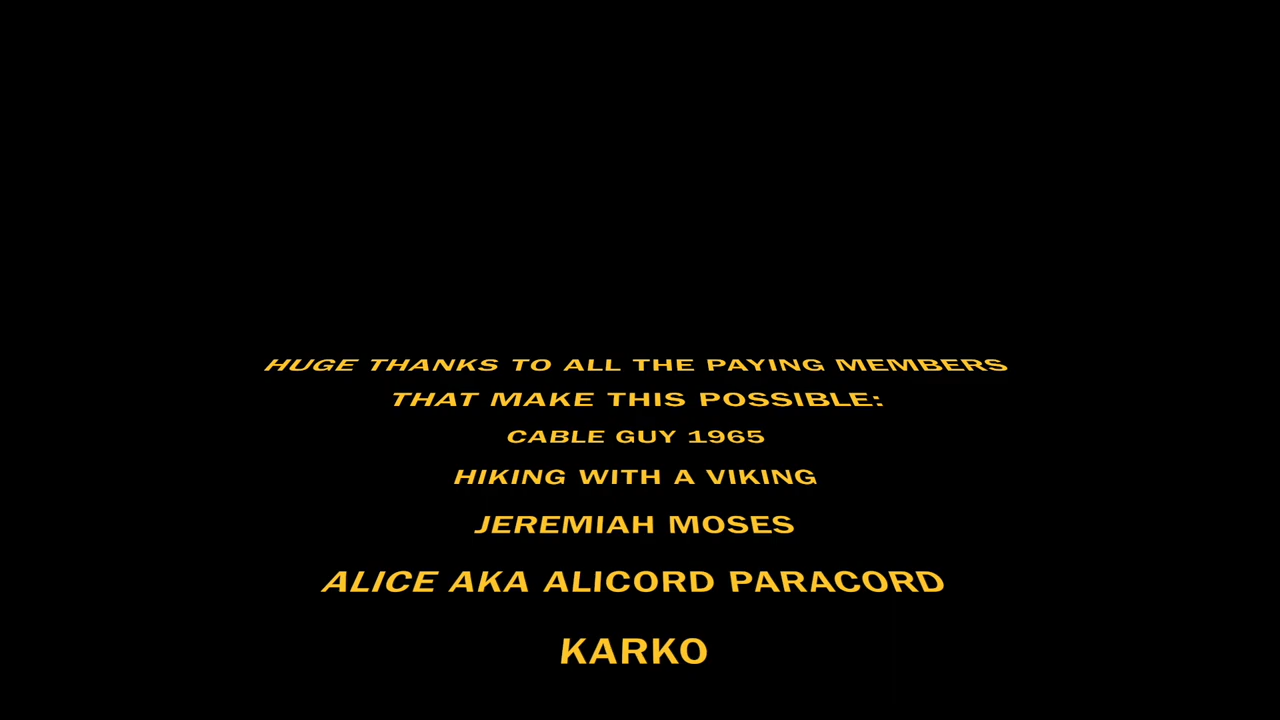 HUGE THANKS TO ALL THE PAYING MEMBERS
THAT MAKE THIS POSSIBLE:
CABLE GUY 1965
HIKING WITH A VIKING
JEREMIAH MOSES
ALICE AKA ALICORD PARACORD
KARKO